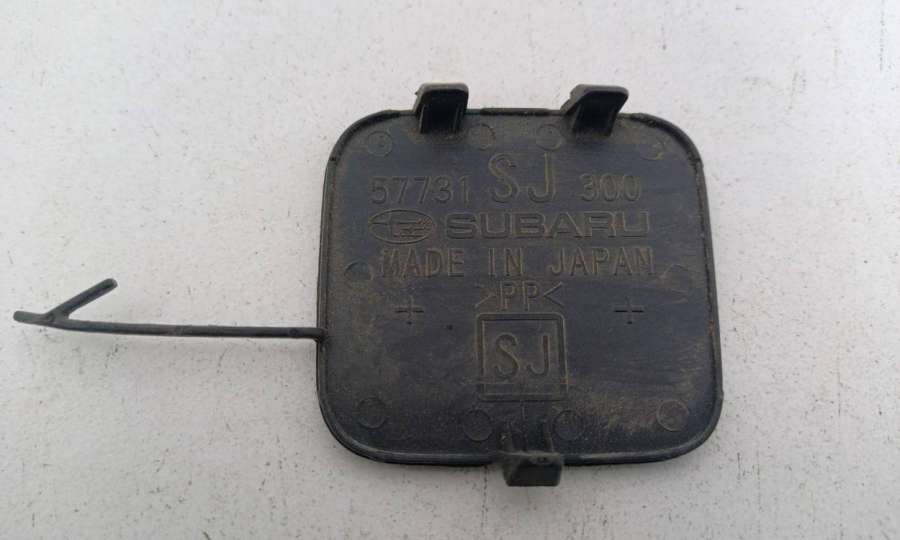 57731 SJ 300
SUBARU
MADE IN JAPAN
>PP<
SJ